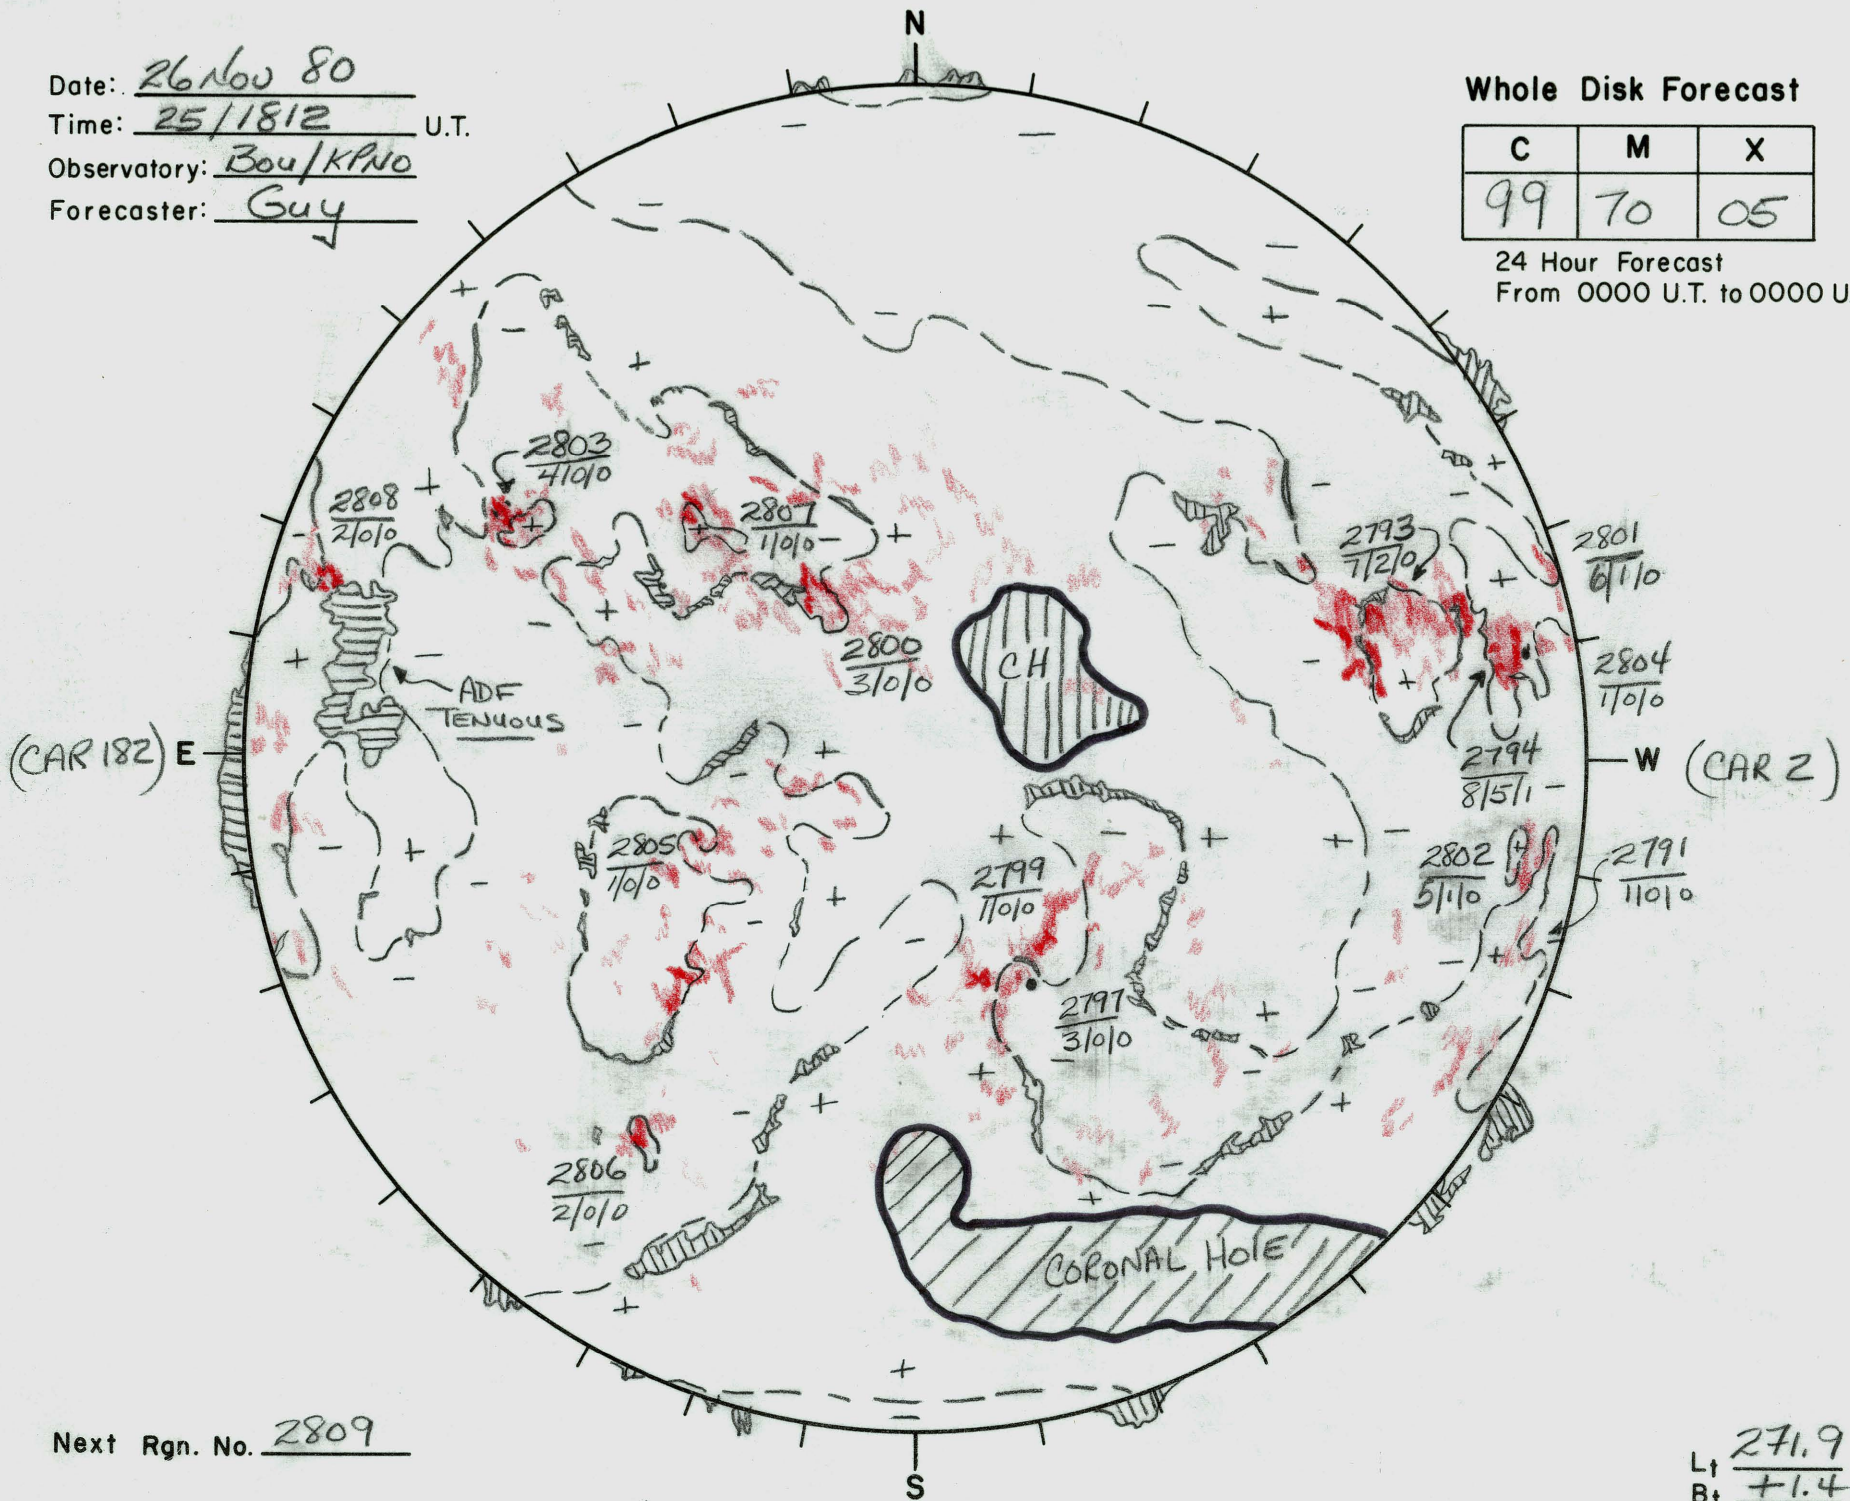 N
Date: 26 Nov 80
Time: 25/1812 U.T.
Observatory: Bou/KPNO
Forecaster: Guy
Whole Disk Forecast
C M X
99 70 05
24 Hour Forecast
From 0000 U.T. to 0000 U
2803
4/0/0
2808
2/0/0
2807
1/0/0
2793
7/2/0
2801
6/1/0
2800
3/0/0
CH
2804
1/0/0
ADF
TENUOUS
(CAR 182) E
W (CAR 2)
2794
8/5/1
2805
1/0/0
2799
1/0/0
2802
5/1/0
2791
1/0/0
2797
3/0/0
2806
2/0/0
CORONAL HOLE
Next Rgn. No. 2809
S
Lt 271.9
Bt +1.4